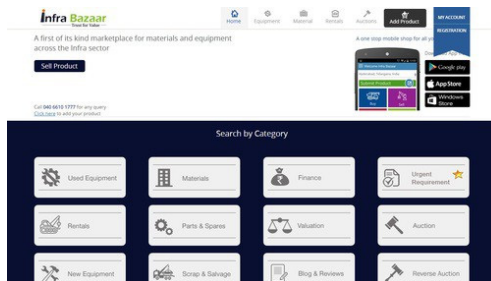 Infra Bazaar
Home
Equipment
Material
Rentals
Auctions
Add Product
MY ACCOUNT
REGISTRATION
A first of its kind marketplace for materials and equipment
across the Infra sector
Sell Product
A one stop mobile shop for all
Google play
App Store
Windows
Store
Call 040 6610 1777 for any query
Click here to add your product
Search by Category
Used Equipment
Materials
Finance
Urgent
Requirement
Rentals
Parts & Spares
Valuation
Auction
New Equipment
Scrap & Salvage
Blog & Reviews
Reverse Auction